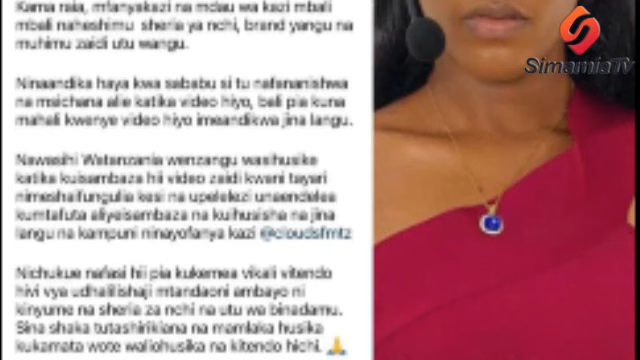 Kama raia, mfanyakazi na mdau wa kazi mbali
mbali naheshimu sheria ya nchi, brand yangu na
muhimu zaidi utu wangu.
Ninaandika haya kwa sababu si tu nafananishwa
na msichana alie katika video hiyo, bali pia kuna
mahali kwenye video hiyo imeandikwa jina langu.
Nawasihi Watanzania wenzangu wasihusike
katika kuisambaza hii video zaidi kwani tayari
nimeshaifungulia kesi na upelelezi unaendelea
kumtafuta aliyeisambaza na kuihusisha na jina
langu na kampuni ninayofanya kazi @cloudsfmtz
Nichukue nafasi hii pia kukemea vikali vitendo
hivi vya udhalilishaji mtandaoni ambayo ni
kinyume na sheria za nchi na utu wa binadamu.
Sina shaka tutashirikiana na mamlaka husika
kukamata wote waliohusika na kitendo hichi. 🙏
SimamiaTv